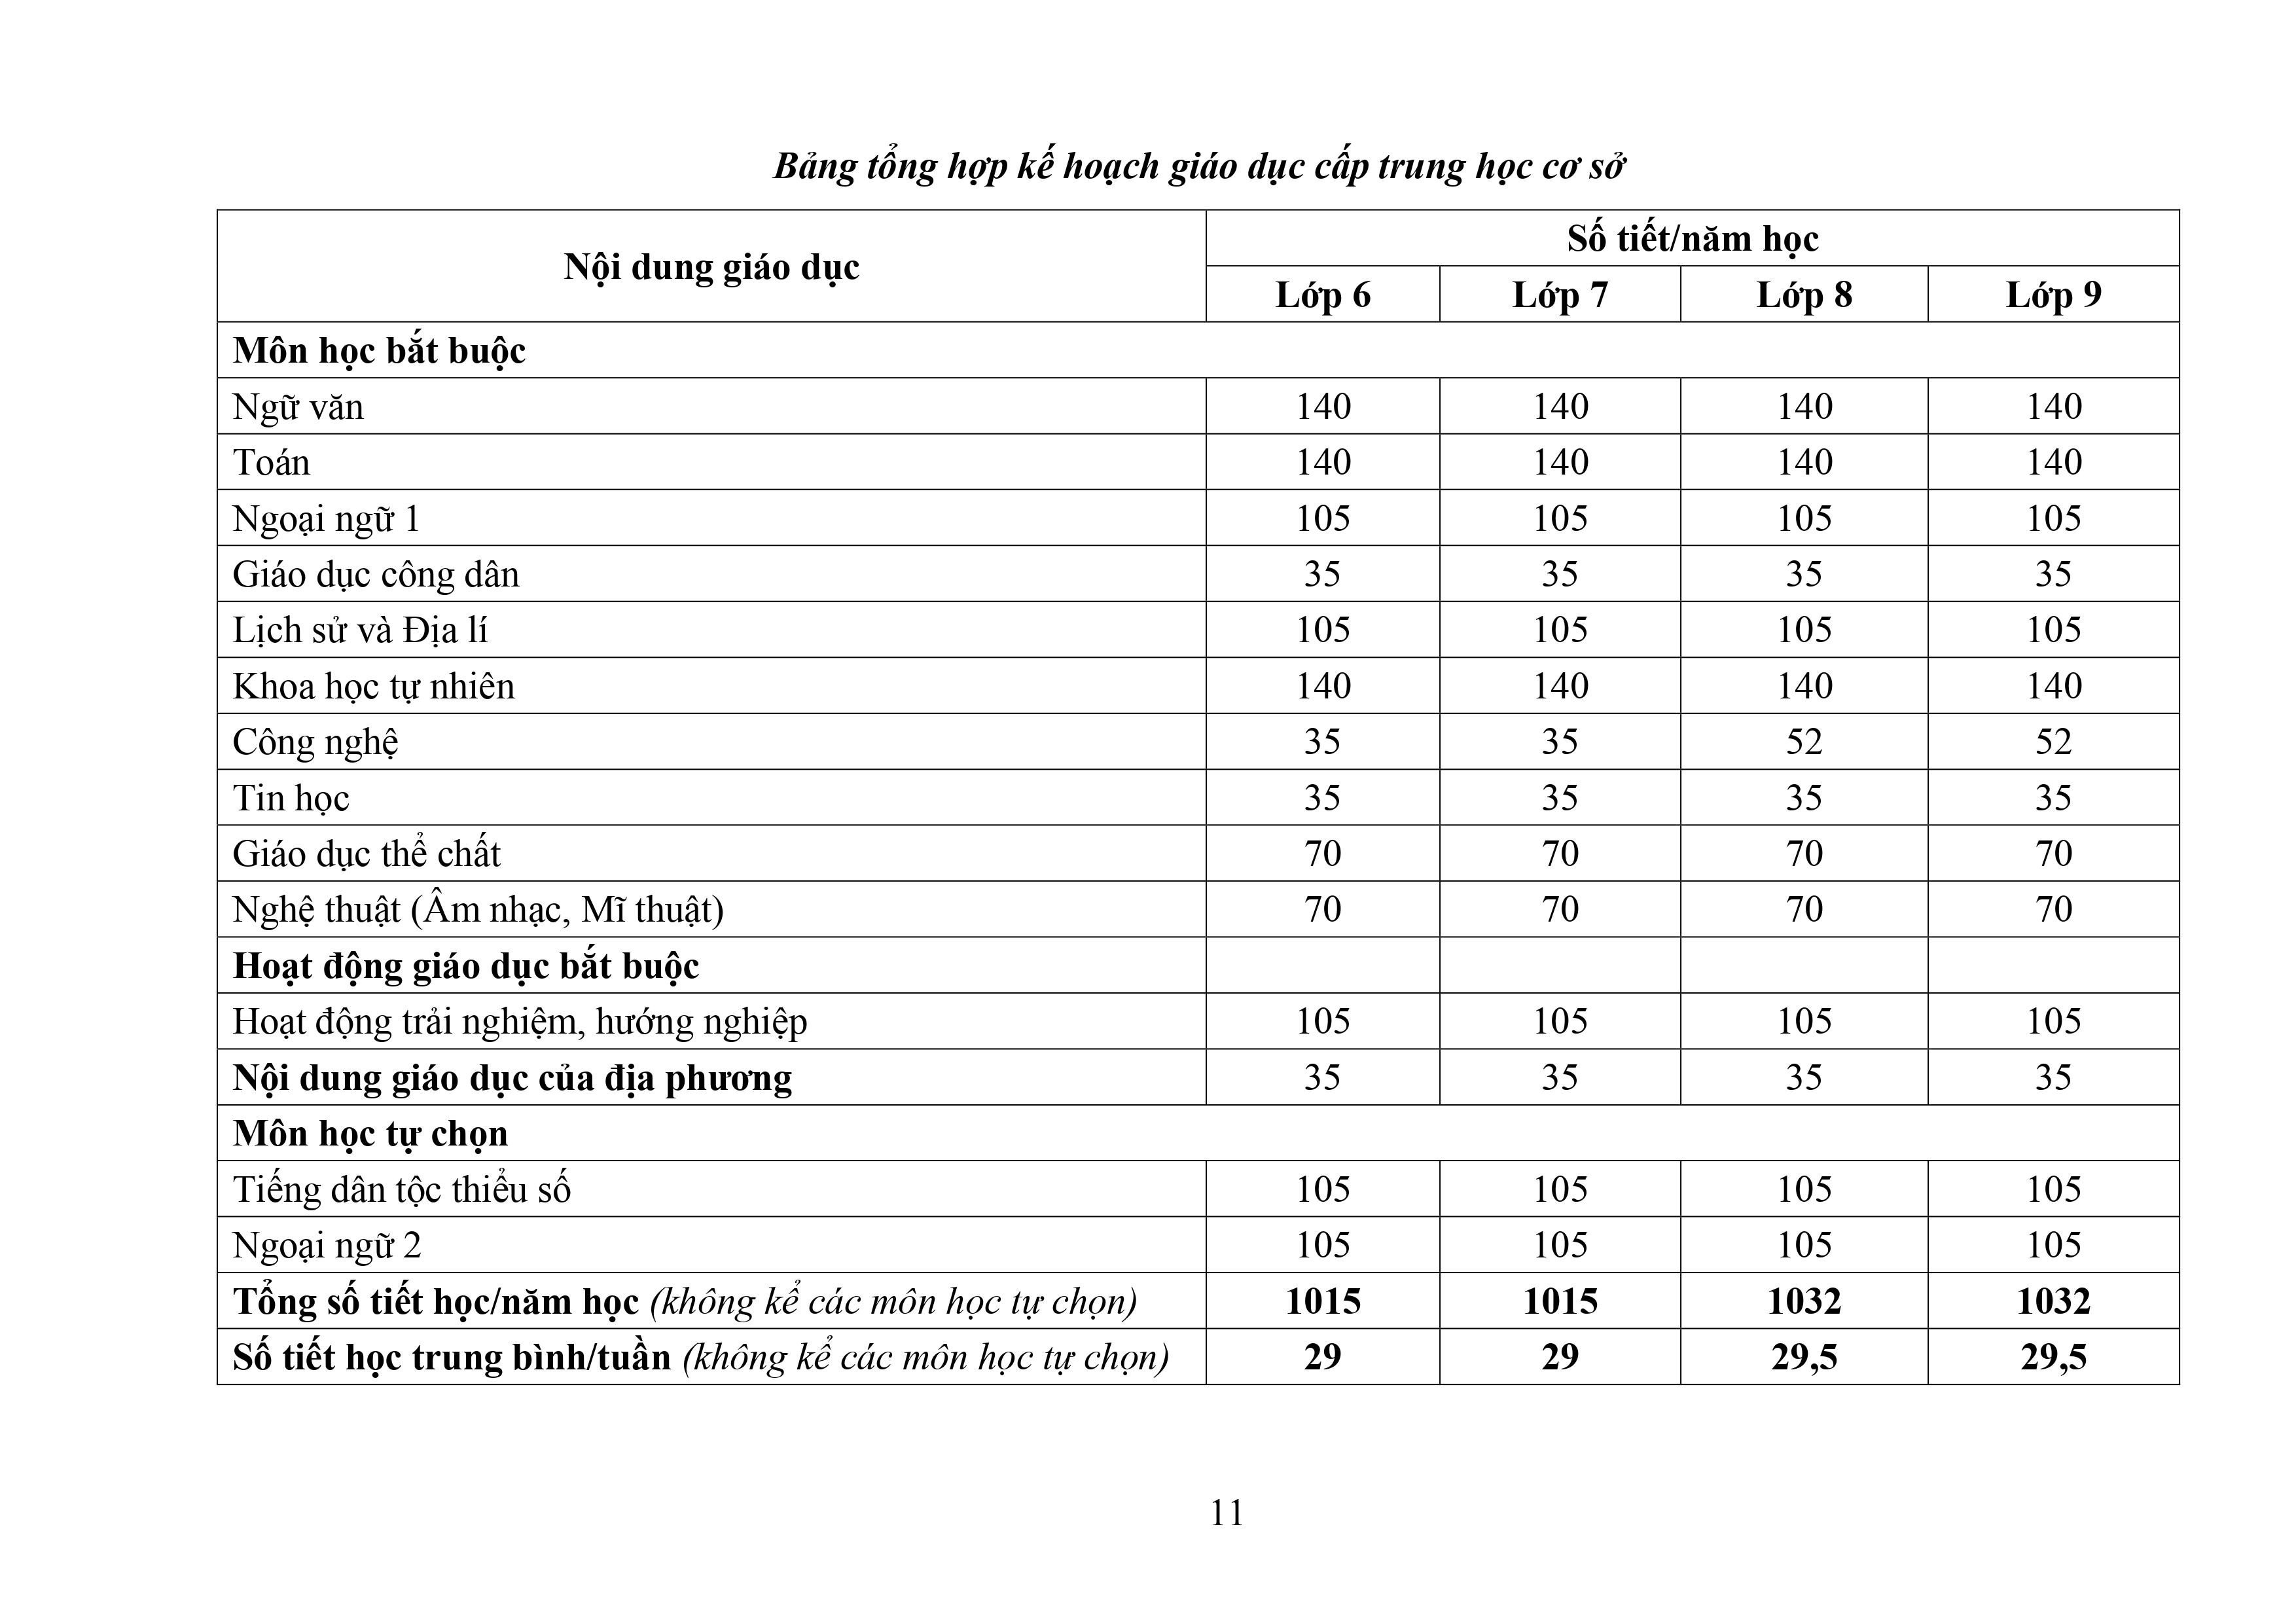 Bảng tổng hợp kế hoạch giáo dục cấp trung học cơ sở
Nội dung giáo dục
Số tiết/năm học
Lớp 6 Lớp 7 Lớp 8 Lớp 9
Môn học bắt buộc
Ngữ văn 140 140 140 140
Toán 140 140 140 140
Ngoại ngữ 1 105 105 105 105
Giáo dục công dân 35 35 35 35
Lịch sử và Địa lí 105 105 105 105
Khoa học tự nhiên 140 140 140 140
Công nghệ 35 35 52 52
Tin học 35 35 35 35
Giáo dục thể chất 70 70 70 70
Nghệ thuật (Âm nhạc, Mĩ thuật) 70 70 70 70
Hoạt động giáo dục bắt buộc
Hoạt động trải nghiệm, hướng nghiệp 105 105 105 105
Nội dung giáo dục của địa phương 35 35 35 35
Môn học tự chọn
Tiếng dân tộc thiểu số 105 105 105 105
Ngoại ngữ 2 105 105 105 105
Tổng số tiết học/năm học (không kể các môn học tự chọn) 1015 1015 1032 1032
Số tiết học trung bình/tuần (không kể các môn học tự chọn) 29 29 29,5 29,5
11